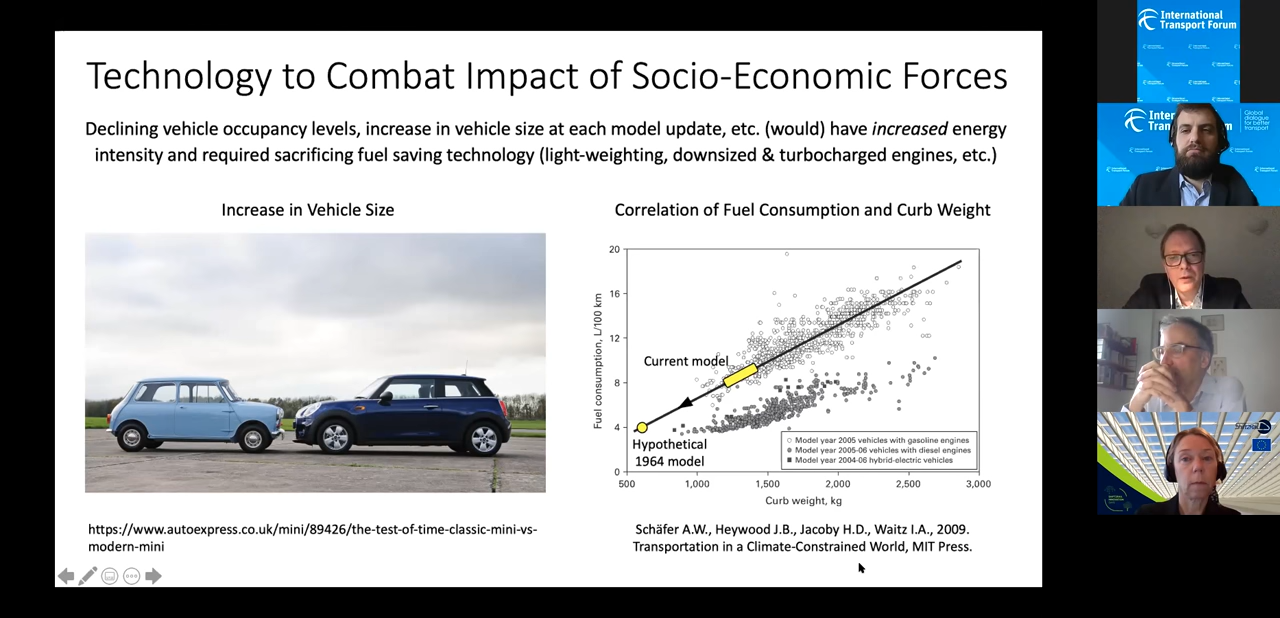 Technology to Combat Impact of Socio-Economic Forces
Declining vehicle occupancy levels, increase in vehicle size at each model update, etc. (would) have increased energy
intensity and required sacrificing fuel saving technology (light-weighting, downsized & turbocharged engines, etc.)
Increase in Vehicle Size
https://www.autoexpress.co.uk/mini/89426/the-test-of-time-classic-mini-vs-
modern-mini
Correlation of Fuel Consumption and Curb Weight
Fuel consumption, L/100 km
20
16
12
8
4
0
Current model
Hypothetical
1964 model
Model year 2005 vehicles with gasoline engines
Model year 2005-06 vehicles with diesel engines
Model year 2004-06 hybrid-electric vehicles
500
1,000
1,500
2,000
2,500
3,000
Curb weight, kg
Schäfer A.W., Heywood J.B., Jacoby H.D., Waitz I.A., 2009.
Transportation in a Climate-Constrained World, MIT Press.
International
Transport Forum
Global
dialogue
for better
transport